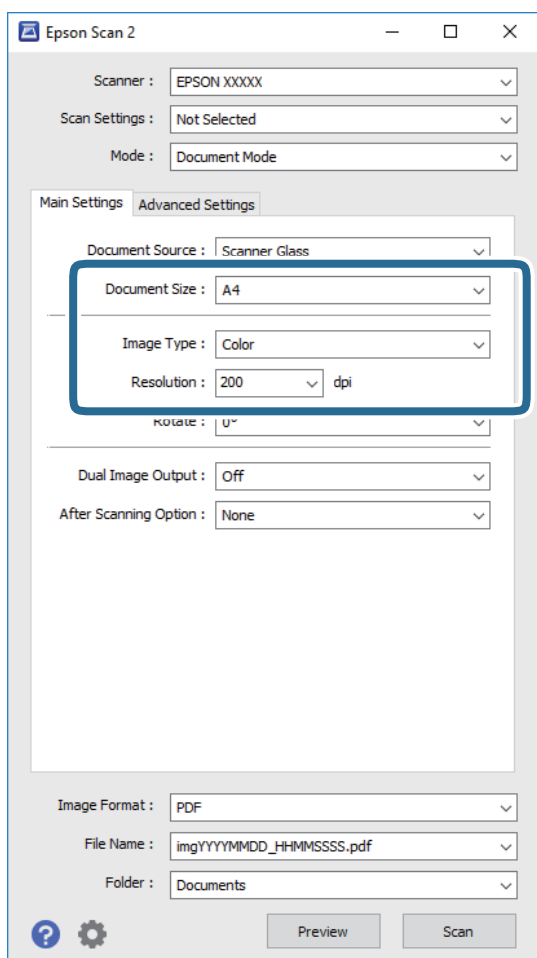 Epson Scan 2
Scanner : EPSON XXXXX
Scan Settings : Not Selected
Mode : Document Mode
Main Settings Advanced Settings
Document Source : Scanner Glass
Document Size : A4
Image Type : Color
Resolution : 200 dpi
Rotate : 0°
Dual Image Output : Off
After Scanning Option : None
Image Format : PDF
File Name : imgYYYYMMDD_HHMMSSSS.pdf
Folder : Documents
? Preview Scan